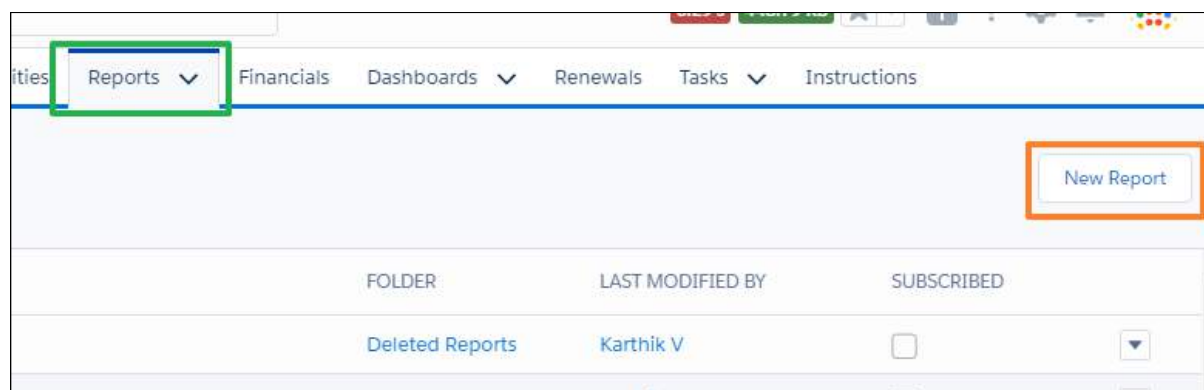 ities Reports Financials Dashboards Renewals Tasks Instructions
New Report
FOLDER LAST MODIFIED BY SUBSCRIBED
Deleted Reports Karthik V